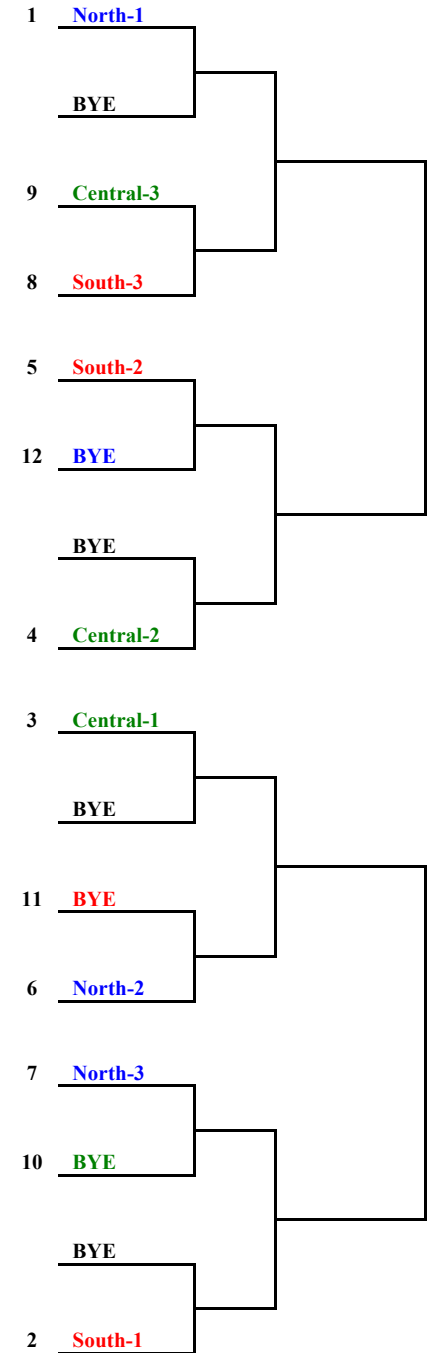 1 North-1
BYE
9 Central-3
8 South-3
5 South-2
12 BYE
BYE
4 Central-2
3 Central-1
BYE
11 BYE
6 North-2
7 North-3
10 BYE
BYE
2 South-1